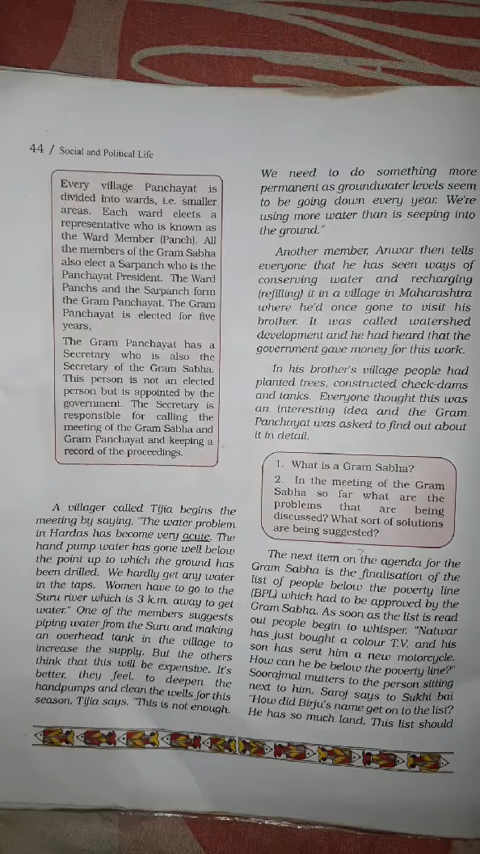 44 / Social and Political Life
Every village Panchayat is
divided into wards, i.e. smaller
areas. Each ward elects a
representative who is known as
the Ward Member (Panch). All
the members of the Gram Sabha
also elect a Sarpanch who is the
Panchayat President. The Ward
Panchs and the Sarpanch form
the Gram Panchayat. The Gram
Panchayat is elected for five
years.
The Gram Panchayat has a
Secretary who is also the
Secretary of the Gram Sabha.
This person is not an elected
person but is appointed by the
government. The Secretary is
responsible for calling the
meeting of the Gram Sabha and
Gram Panchayat and keeping a
record of the proceedings.
A villager called Tijia begins the
meeting by saying, "The water problem
in Hardas has become very acute. The
hand pump water has gone well below
the point up to which the ground has
been drilled. We hardly get any water
in the taps. Women have to go to the
Suru river which is 3 k.m. away to get
water." One of the members suggests
piping water from the Suru and making
an overhead tank in the village to
increase the supply. But the others
think that this will be expensive. It's
better, they feel, to deepen the
handpumps and clean the wells for this
season. Tijia says, "This is not enough.
We need to do something more
permanent as groundwater levels seem
to be going down every year. We're
using more water than is seeping into
the ground."
Another member, Anwar then tells
everyone that he has seen ways of
conserving water and recharging
(refilling) it in a village in Maharashtra
where he'd once gone to visit his
brother. It was called watershed
development and he had heard that the
government gave money for this work.
In his brother's village people had
planted trees, constructed check-dams
and tanks. Everyone thought this was
an interesting idea and the Gram
Panchayat was asked to find out about
it in detail.
1. What is a Gram Sabha?
2. In the meeting of the Gram
Sabha so far what are the
problems that are being
discussed? What sort of solutions
are being suggested?
The next item on the agenda for the
Gram Sabha is the finalisation of the
list of people below the poverty line
(BPL) which had to be approved by the
Gram Sabha. As soon as the list is read
out people begin to whisper. "Natwar
has just bought a colour T.V. and his
son has sent him a new motorcycle.
How can he be below the poverty line?"
Soorajmal mutters to the person sitting
next to him. Saroj says to Sukhi bai
"How did Birju's name get on to the list?
He has so much land. This list should